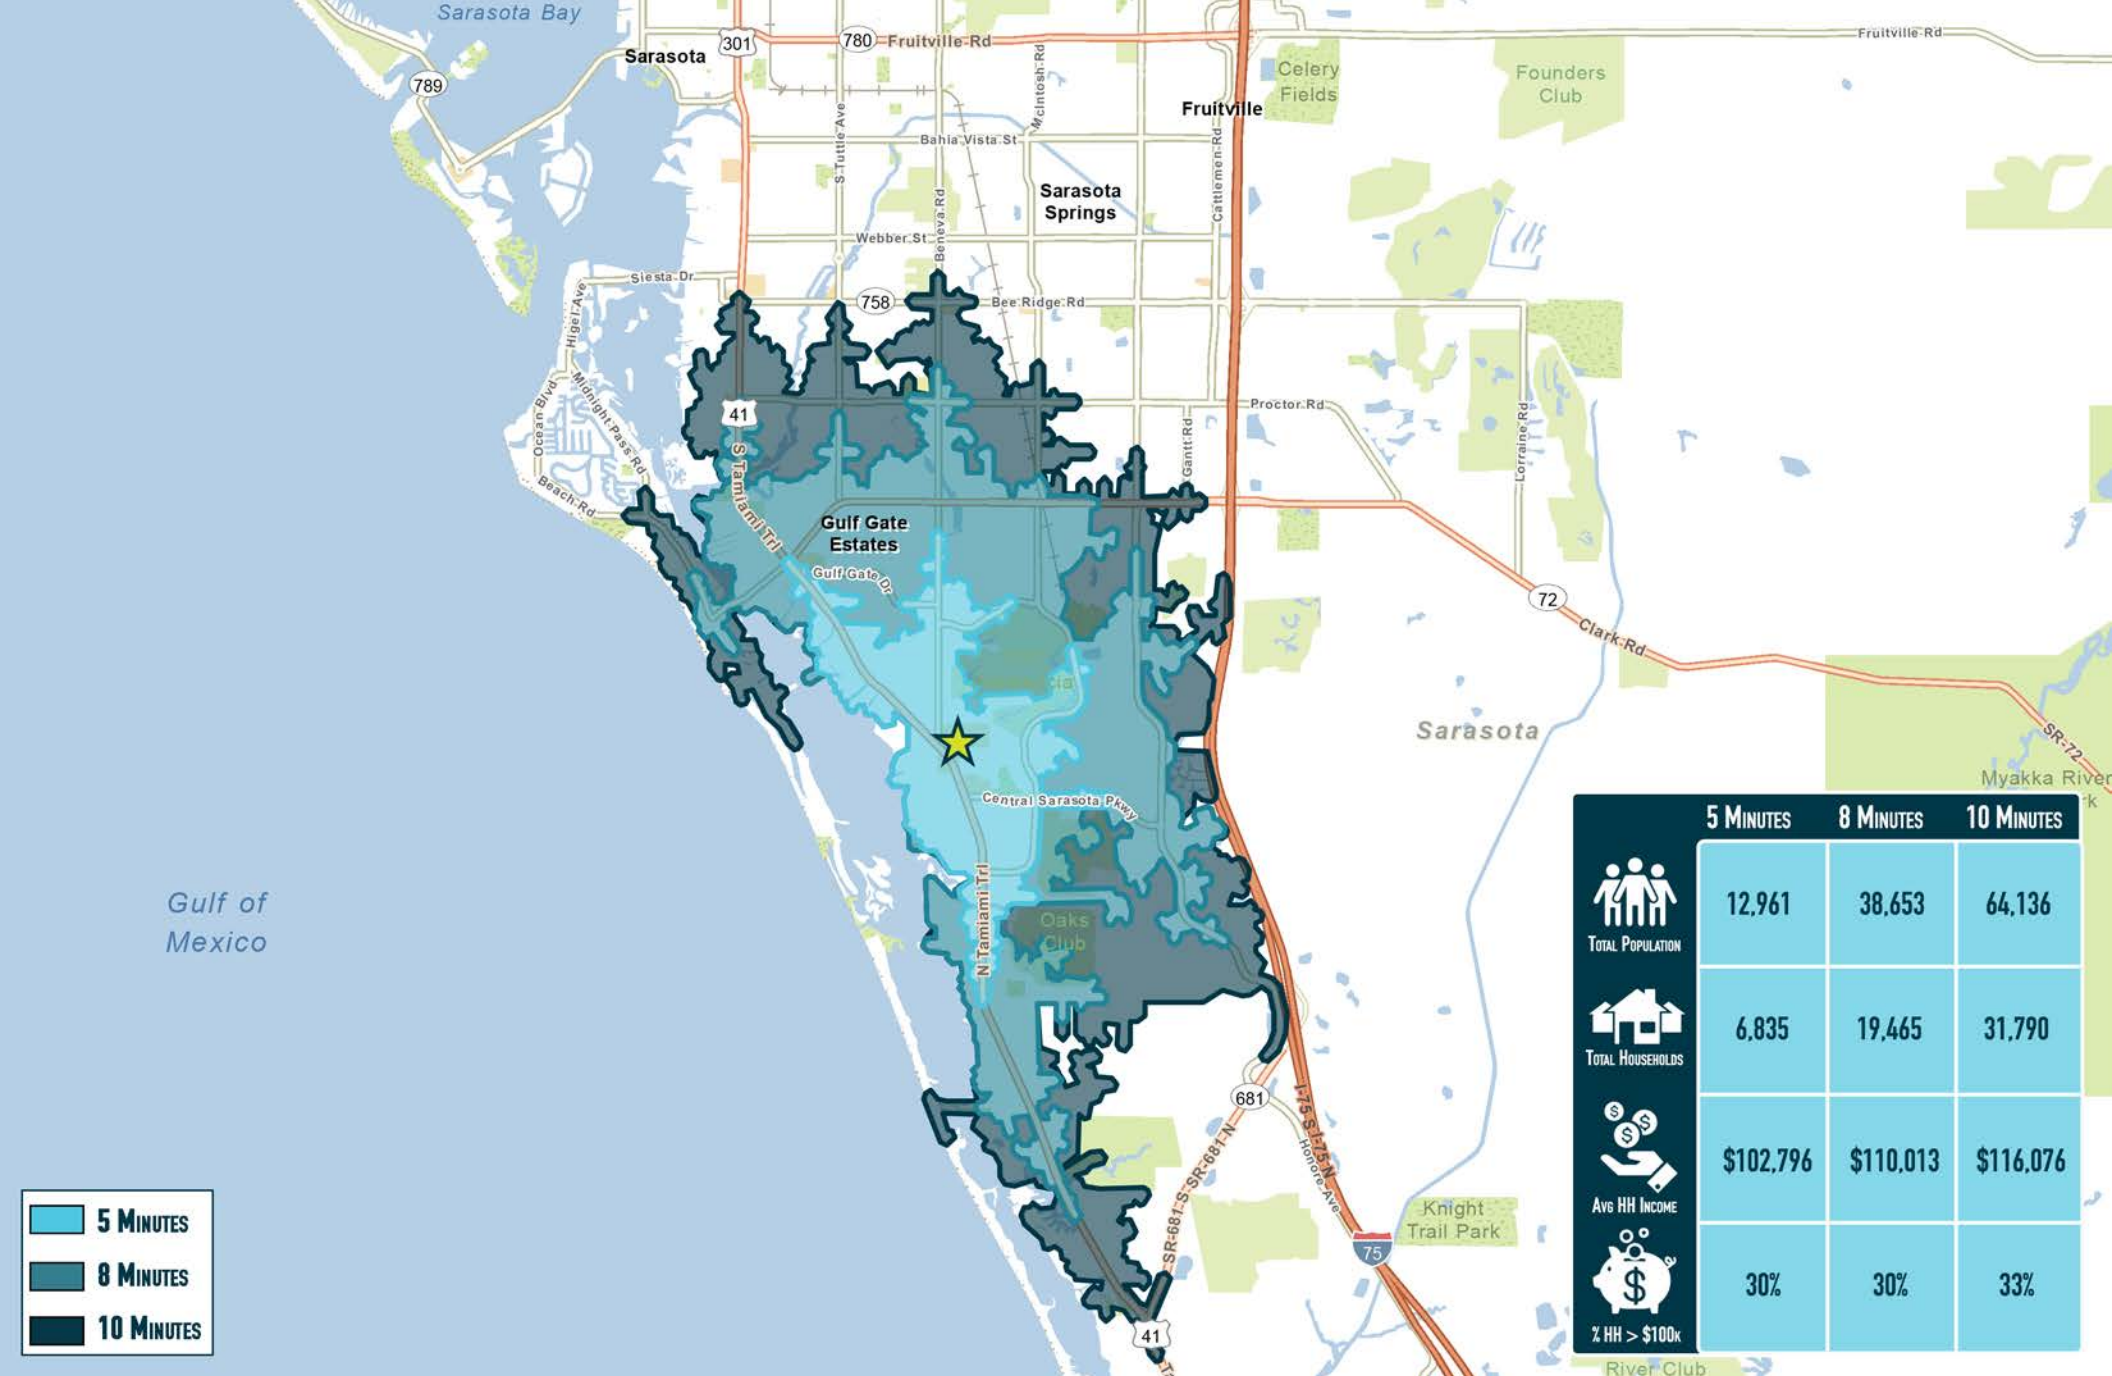 Sarasota Bay
Sarasota
301
780
Fruitville Rd
Fruitville Rd
789
McIntosh Rd
Celery
Fields
Founders
Club
Fruitville
S Tuttle Ave
Bahia Vista St
Cattlemen Rd
Sarasota
Springs
Beneva Rd
Webber St
Siesta Dr
Higel Ave
758
Bee Ridge Rd
Ocean Blvd
Midnight Pass Rd
41
Proctor Rd
Gantt Rd
Lorraine Rd
Beach Rd
S Tamiami Trl
Gulf Gate
Estates
Gulf Gate Dr
72
Clark Rd
Sarasota
SR-72
Myakka River
Central Sarasota Pkwy
Gulf of
Mexico
N Tamiami Trl
Oaks
Club
681
I-75 S I-75 N
Honore Ave
SR-681 S SR-681 N
Knight
Trail Park
75
41
River Club
5 Minutes
8 Minutes
10 Minutes
5 Minutes 8 Minutes 10 Minutes
Total Population 12,961 38,653 64,136
Total Households 6,835 19,465 31,790
$ $ $
Avg HH Income $102,796 $110,013 $116,076
$
% HH > $100k 30% 30% 33%